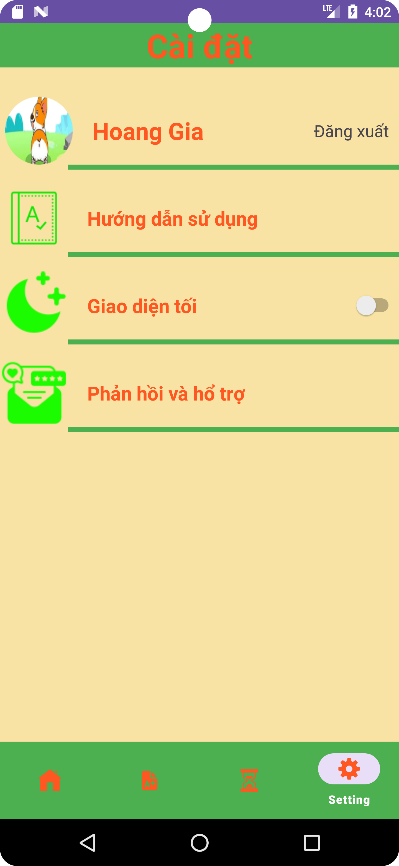 LTE 4:02
Cài đặt
Hoang Gia
Đăng xuất
A
Hướng dẫn sử dụng
Giao diện tối
Phản hồi và hổ trợ
Setting